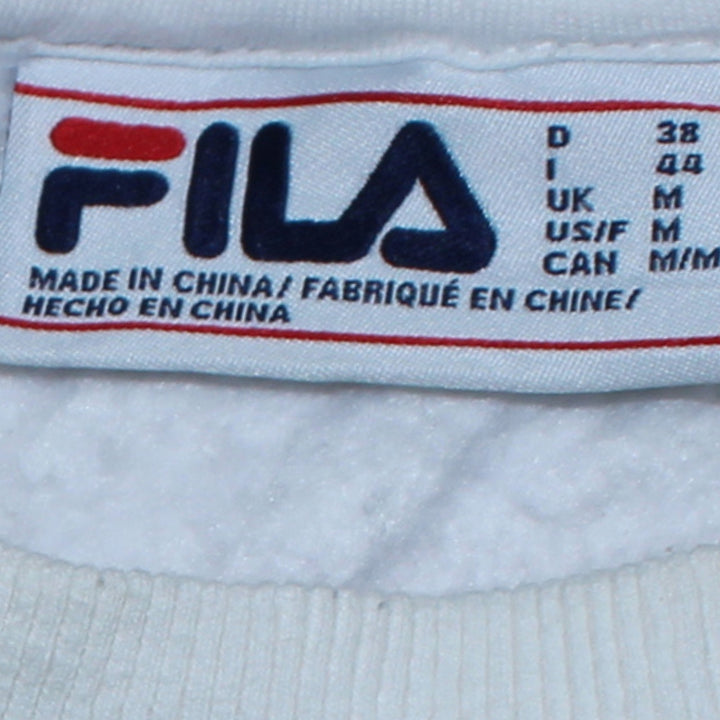 FILA
D 38
I 44
UK M
US/F M
CAN M/M
MADE IN CHINA/ FABRIQUÉ EN CHINE/
HECHO EN CHINA